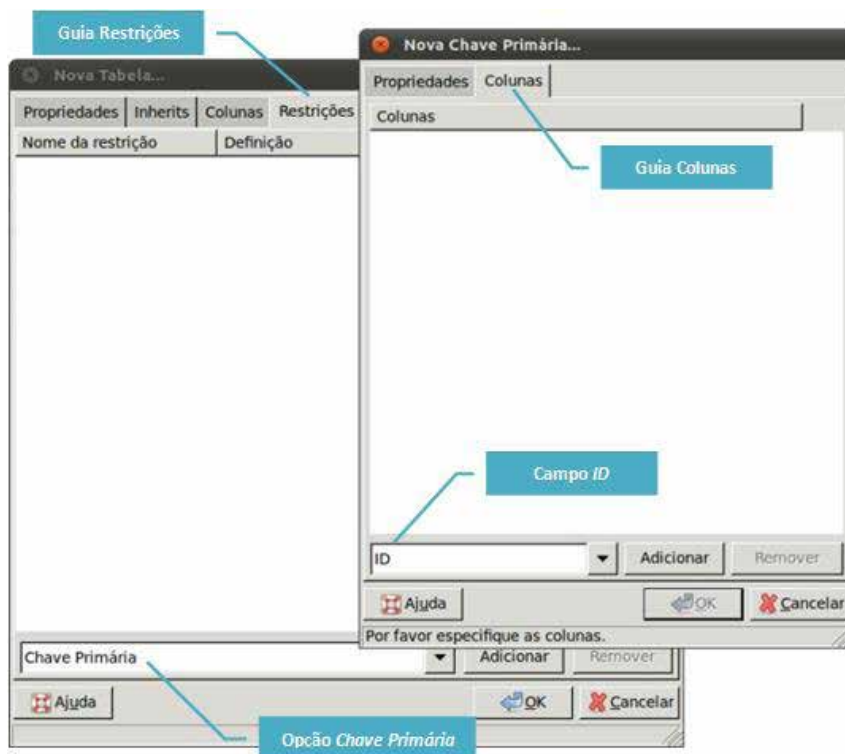 Guia Restrições
Nova Tabela...
Propriedades Inherits Colunas Restrições
Nome da restrição Definição
Nova Chave Primária...
Propriedades Colunas
Colunas
Guia Colunas
Campo ID
ID Adicionar Remover
Ajuda OK Cancelar
Por favor especifique as colunas.
Chave Primária Adicionar Remover
Ajuda OK Cancelar
Opção Chave Primária